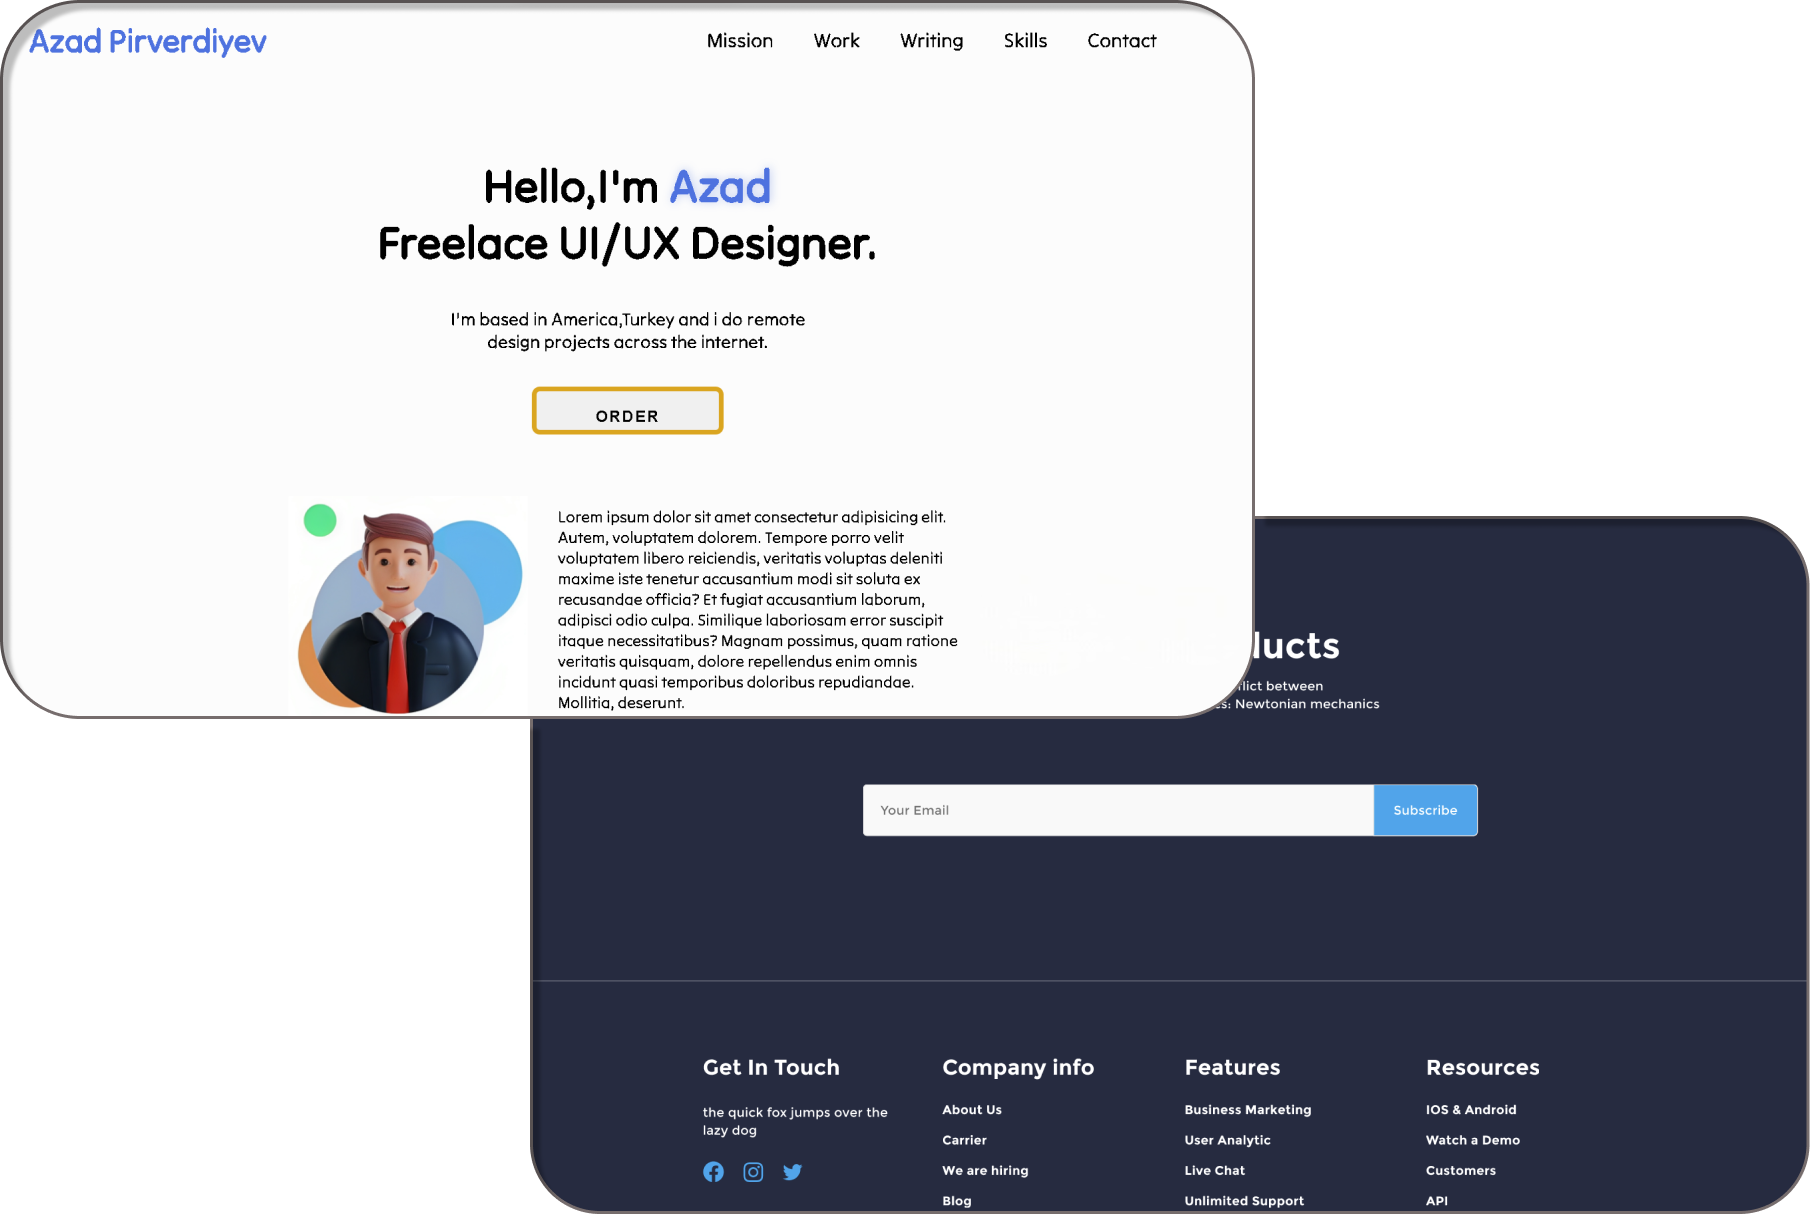 Azad Pirverdiyev
Mission Work Writing Skills Contact
Hello,I'm Azad
Freelace UI/UX Designer.
I'm based in America,Turkey and i do remote
design projects across the internet.
ORDER
Lorem ipsum dolor sit amet consectetur adipisicing elit.
Autem, voluptatem dolorem. Tempore porro velit
voluptatem libero reiciendis, veritatis voluptas deleniti
maxime iste tenetur accusantium modi sit soluta ex
recusandae officia? Et fugiat accusantium laborum,
adipisci odio culpa. Similique laboriosam error suscipit
itaque necessitatibus? Magnam possimus, quam ratione
veritatis quisquam, dolore repellendus enim omnis
incidunt quasi temporibus doloribus repudiandae.
Mollitia, deserunt.
between
Newtonian mechanics
Your Email
Subscribe
Get In Touch
the quick fox jumps over the
lazy dog
Company info
About Us
Carrier
We are hiring
Blog
Features
Business Marketing
User Analytic
Live Chat
Unlimited Support
Resources
IOS & Android
Watch a Demo
Customers
API